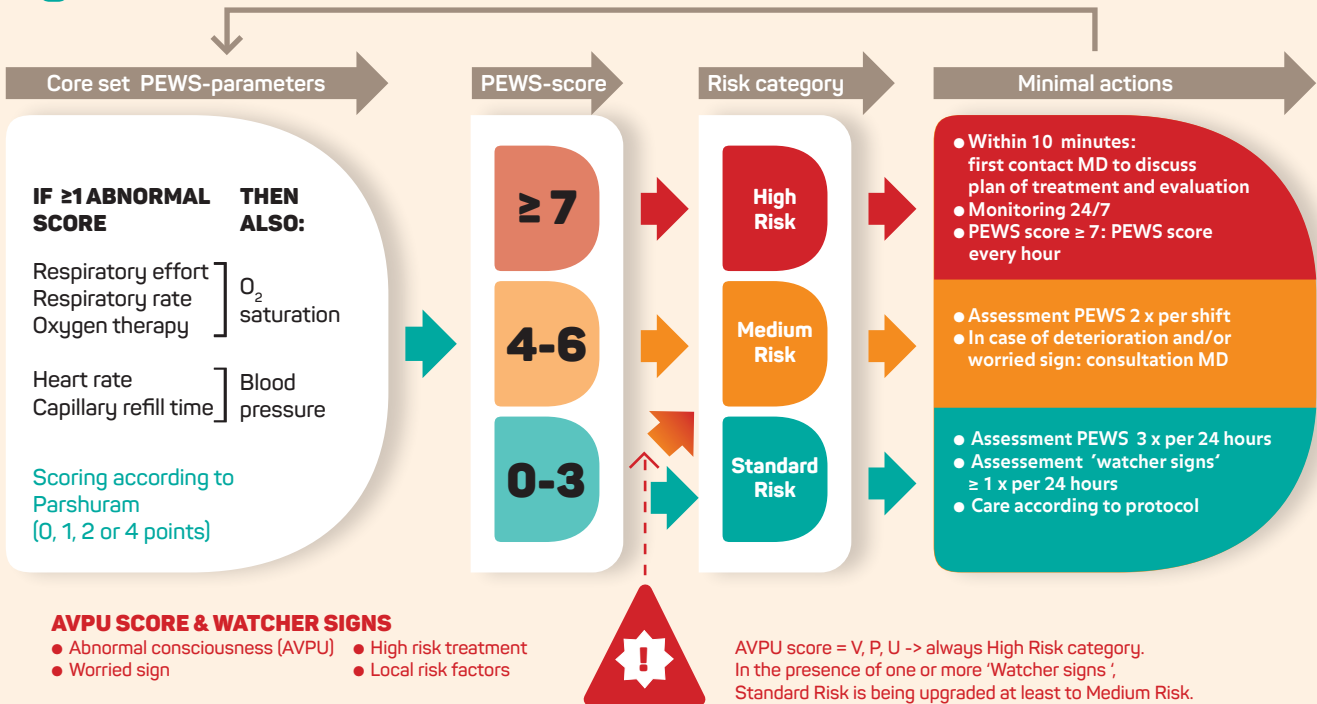 Core set PEWS-parameters
PEWS-score
Risk category
Minimal actions
IF ≥1 ABNORMAL
SCORE
THEN
ALSO:
Respiratory effort
Respiratory rate
Oxygen therapy
O2
saturation
Heart rate
Capillary refill time
Blood
pressure
Scoring according to
Parshuram
(0, 1, 2 or 4 points)
≥ 7
4-6
0-3
High
Risk
Medium
Risk
Standard
Risk
● Within 10 minutes:
first contact MD to discuss
plan of treatment and evaluation
● Monitoring 24/7
● PEWS score ≥ 7: PEWS score
every hour
● Assessment PEWS 2 x per shift
● In case of deterioration and/or
worried sign: consultation MD
● Assessment PEWS 3 x per 24 hours
● Assessement ‘watcher signs’
≥ 1 x per 24 hours
● Care according to protocol
AVPU SCORE & WATCHER SIGNS
● Abnormal consciousness (AVPU)
● Worried sign
● High risk treatment
● Local risk factors
!
AVPU score = V, P, U -> always High Risk category.
In the presence of one or more ‘Watcher signs ‘,
Standard Risk is being upgraded at least to Medium Risk.